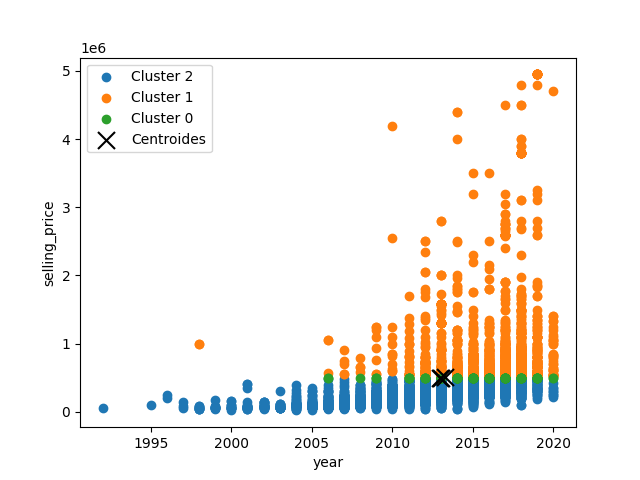 1e6
Cluster 2
Cluster 1
Cluster 0
Centroides
5
4
3
2
1
0
selling_price
1995
2000
2005
2010
2015
2020
year